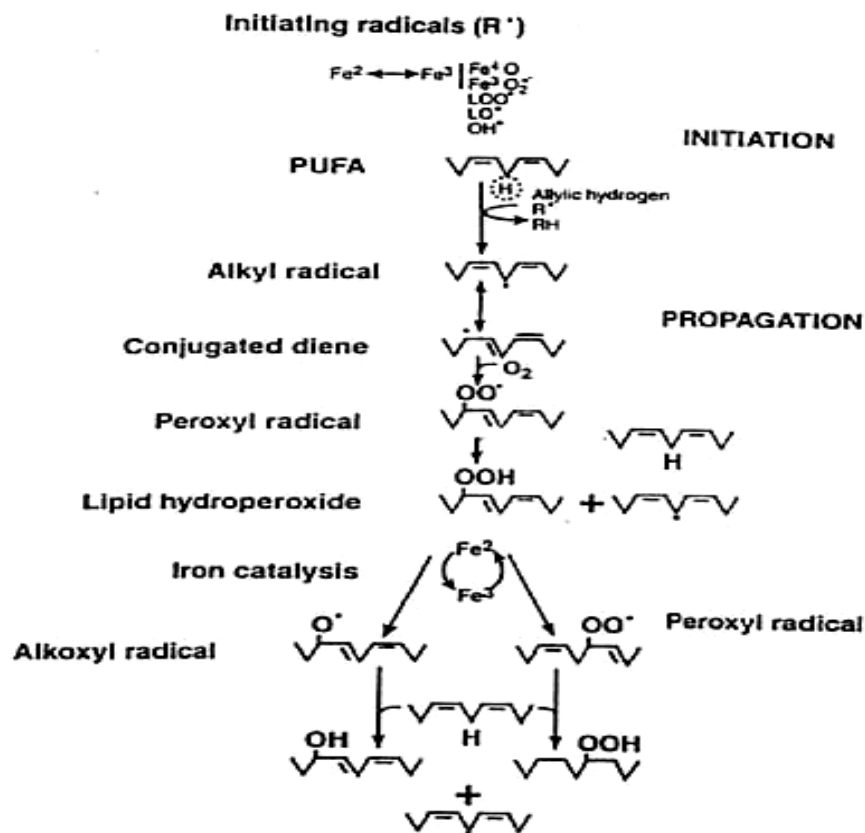 Initiating radicals (R•)
Fe2 ↔ Fe3 | Fe4 O
Fe3 O2•-
LOO•
LO•
OH•
INITIATION
PUFA
H
Allylic hydrogen
R•
RH
Alkyl radical
PROPAGATION
Conjugated diene
O2
OO•
Peroxyl radical
H
OOH
Lipid hydroperoxide
+
Fe2
Iron catalysis
Fe3
O•
OO•
Peroxyl radical
Alkoxyl radical
H
OH
OOH
+